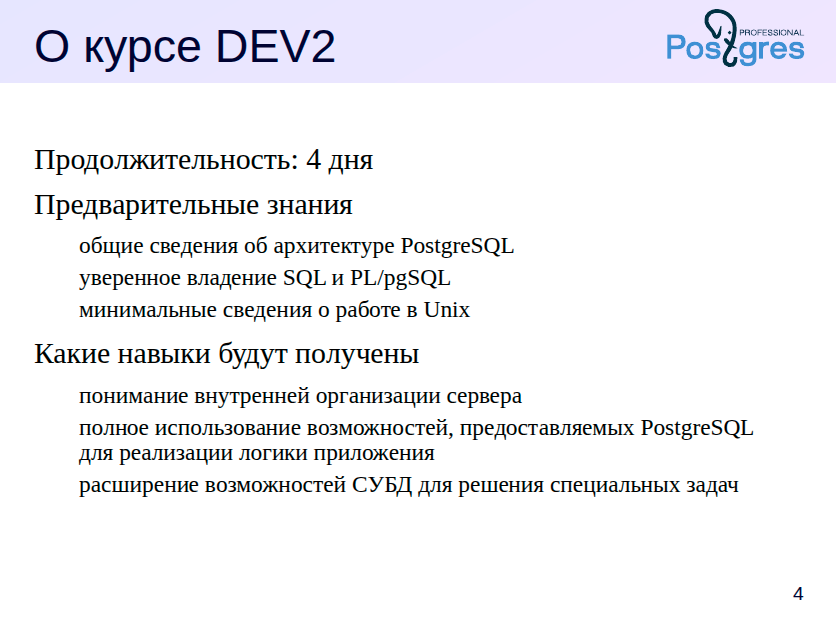 О курсе DEV2
PROFESSIONAL
Postgres
Продолжительность: 4 дня
Предварительные знания
общие сведения об архитектуре PostgreSQL
уверенное владение SQL и PL/pgSQL
минимальные сведения о работе в Unix
Какие навыки будут получены
понимание внутренней организации сервера
полное использование возможностей, предоставляемых PostgreSQL
для реализации логики приложения
расширение возможностей СУБД для решения специальных задач
4